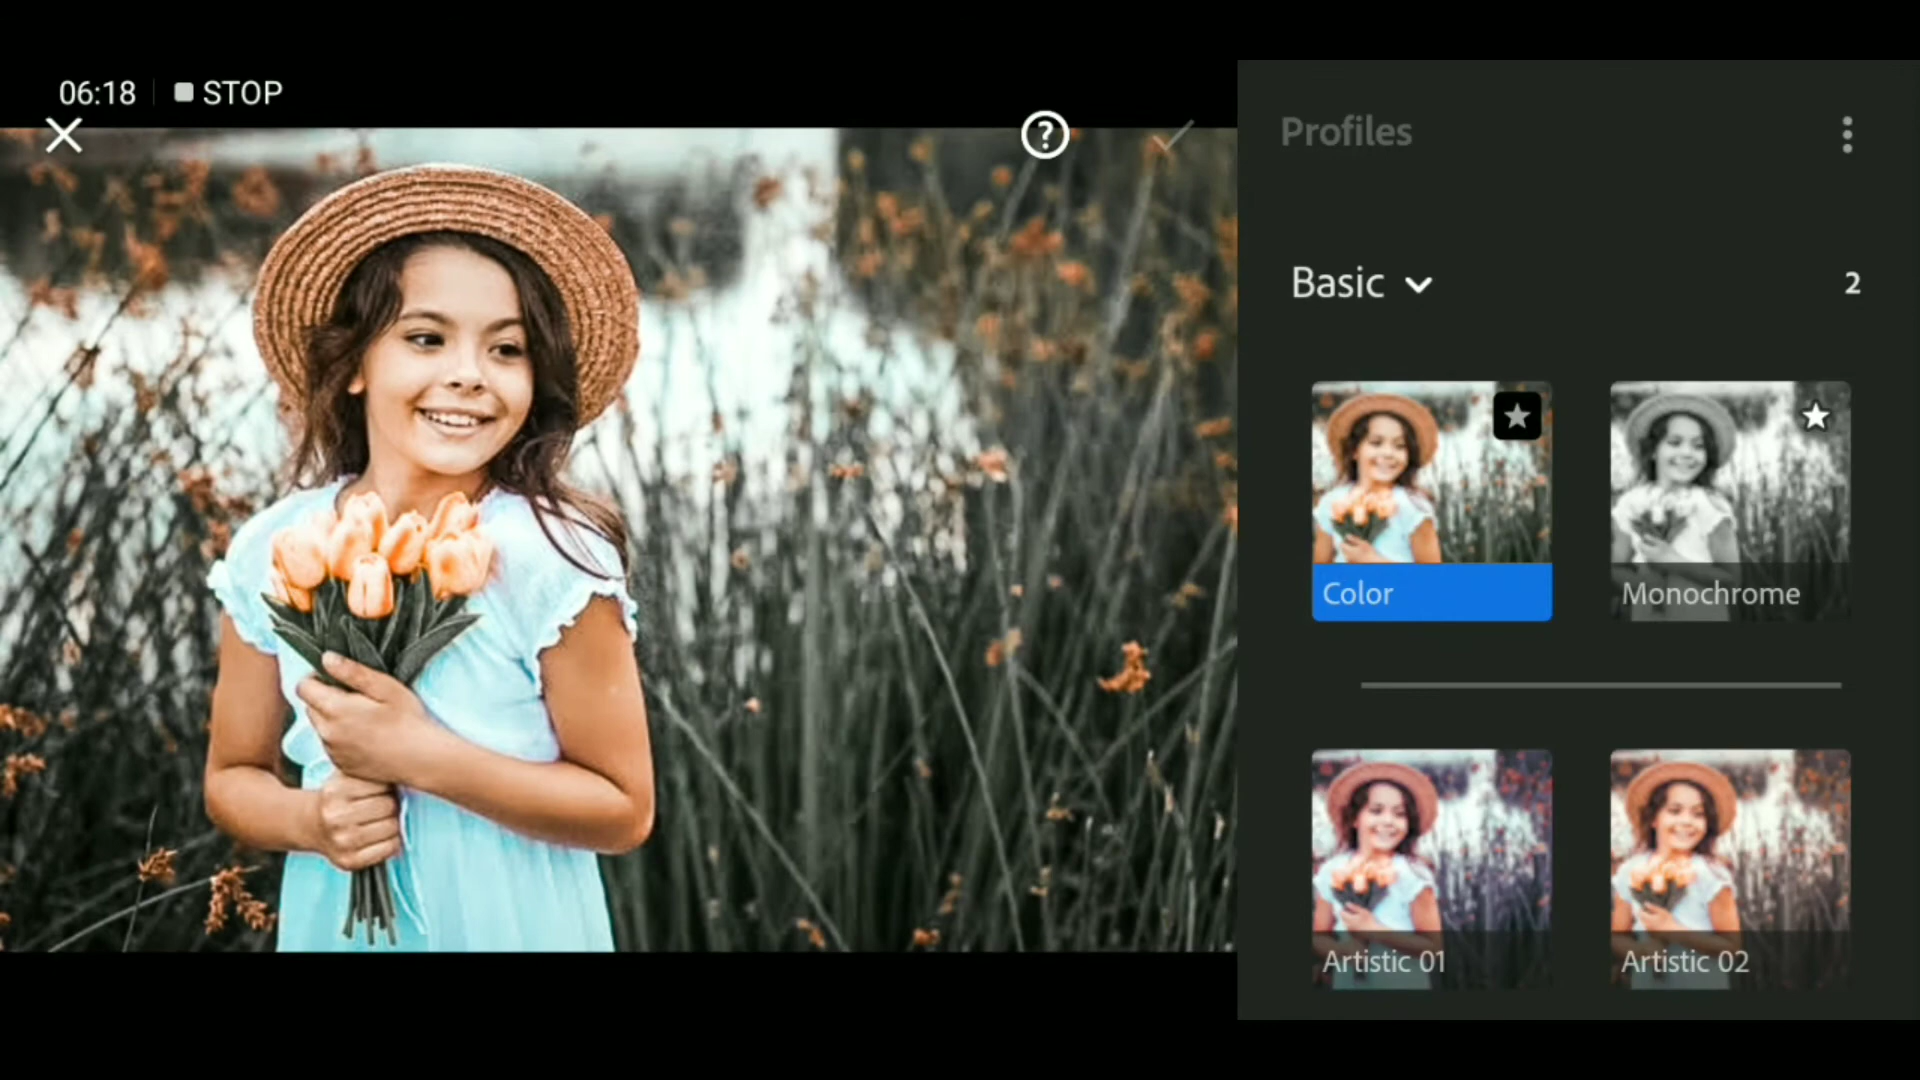 06:18 STOP
?
Profiles
Basic 2
Color
Monochrome
Artistic 01
Artistic 02